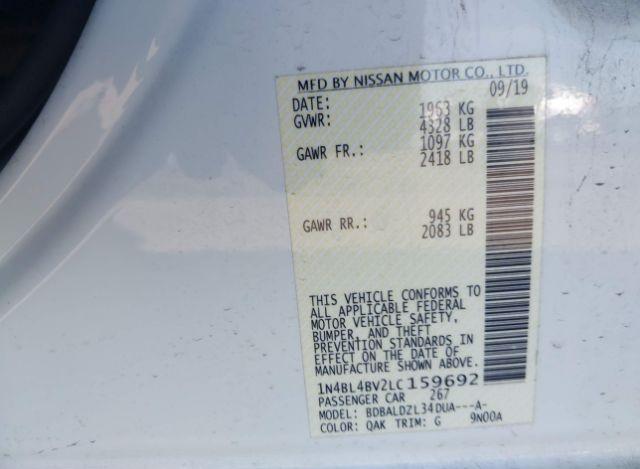 MFD BY NISSAN MOTOR CO., LTD.
DATE: 09/19
GVWR: 1963 KG
4328 LB
GAWR FR.: 1097 KG
2418 LB
GAWR RR.: 945 KG
2083 LB
THIS VEHICLE CONFORMS TO
ALL APPLICABLE FEDERAL
MOTOR VEHICLE SAFETY,
BUMPER, AND THEFT
PREVENTION STANDARDS IN
EFFECT ON THE DATE OF
MANUFACTURE SHOWN ABOVE.
1N4BL4BV2LC159692
PASSENGER CAR 267
MODEL: BDBALDZL34DUA---A-
COLOR: QAK TRIM: G 9N00A